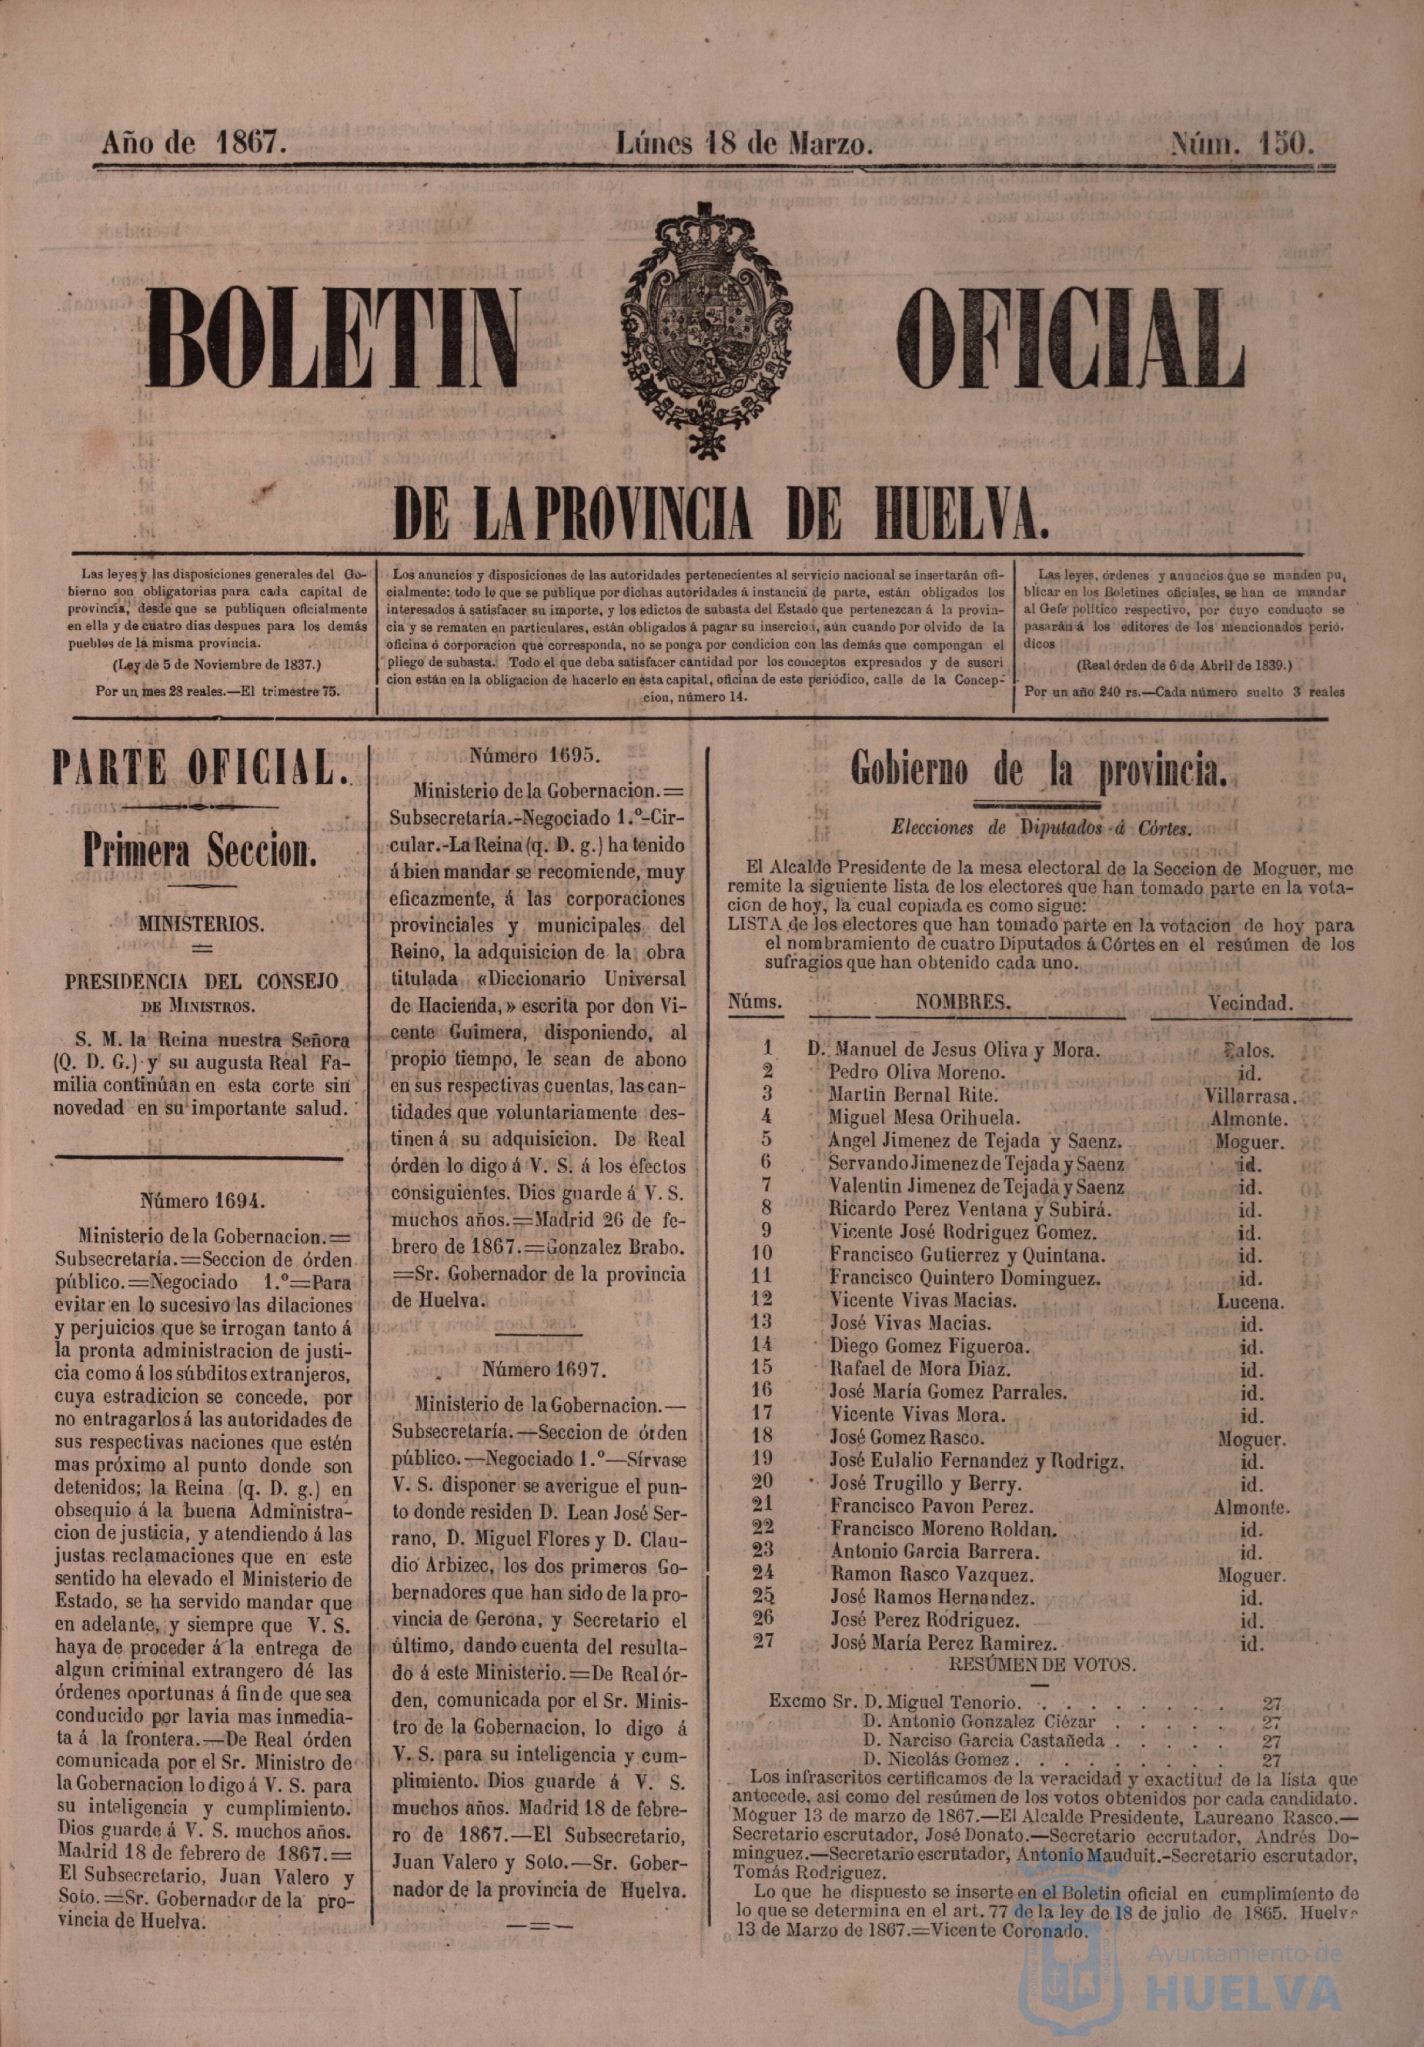 Año de 1867.
Lúnes 18 de Marzo.
Núm. 150.
BOLETIN OFICIAL
DE LA PROVINCIA DE HUELVA.
Las leyes y las disposiciones generales del Go-
bierno son obligatorias para cada capital de
provincia, desde que se publiquen oficialmente
en ella y de cuatro dias despues para los demás
pueblos de la misma provincia.
(Ley de 5 de Noviembre de 1837.)
Por un mes 28 reales.—El trimestre 75.
Los anuncios y disposiciones de las autoridades pertenecientes al servicio nacional se insertarán ofi-
cialmente: todo lo que se publique por dichas autoridades á instancia de parte, están obligados los
interesados á satisfacer su importe, y los edictos de subasta del Estado que pertenezcan á la provin-
cia y se rematen en particulares, están obligados á pagar su insercion, aún cuando por olvido de la
oficina ó corporacion que corresponda, no se ponga por condicion con las demás que compongan el
pliego de subasta. Todo el que deba satisfacer cantidad por los conceptos expresados y de suscri
cion están en la obligacion de hacerlo en ésta capital, oficina de este periódico, calle de la Concep-
cion, número 14.
Las leyes, órdenes y anuncios que se manden pu,
blicar en los Boletines oficiales, se han de mandar
al Gefe político respectivo, por cuyo conducto se
pasarán á los editores de los mencionados perió-
dicos
(Real órden de 6 de Abril de 1839.)
Por un año 240 rs.—Cada número suelto 3 reales
PARTE OFICIAL.
Primera Seccion.
MINISTERIOS.
PRESIDENCIA DEL CONSEJO
DE MINISTROS.
S. M. la Reina nuestra Señora
(Q. D. G.) y su augusta Real Fa-
milia continúan en esta corte sin
novedad en su importante salud.
Número 1694.
Ministerio de la Gobernacion.=
Subsecretaría.=Seccion de órden
público.=Negociado 1.º=Para
evitar en lo sucesivo las dilaciones
y perjuicios que se irrogan tanto á
la pronta administracion de justi-
cia como á los súbditos extranjeros,
cuya estradicion se concede, por
no entragarlos á las autoridades de
sus respectivas naciones que estén
mas próximo al punto donde son
detenidos; la Reina (q. D. g.) en
obsequio á la buena Administra-
cion de justicia, y atendiendo á las
justas reclamaciones que en este
sentido ha elevado el Ministerio de
Estado, se ha servido mandar que
en adelante, y siempre que V. S.
haya de proceder á la entrega de
algun criminal extrangero dé las
órdenes oportunas á fin de que sea
conducido por la via mas inmedia-
ta á la frontera.—De Real órden
comunicada por el Sr. Ministro de
la Gobernacion lo digo á V. S. para
su inteligencia y cumplimiento.
Dios guarde á V. S. muchos años.
Madrid 18 de febrero de 1867.=
El Subsecretario, Juan Valero y
Soto.=Sr. Gobernador de la pro-
vincia de Huelva.
Número 1695.
Ministerio de la Gobernacion.=
Subsecretaría.-Negociado 1.º-Cir-
cular.-La Reina (q. D. g.) ha tenido
á bien mandar se recomiende, muy
eficazmente, á las corporaciones
provinciales y municipales del
Reino, la adquisicion de la obra
titulada «Diccionario Universal
de Hacienda,» escrita por don Vi-
cente Guimera, disponiendo, al
propio tiempo, le sean de abono
en sus respectivas cuentas, las can-
tidades que voluntariamente des-
tinen á su adquisicion. De Real
órden lo digo á V. S. á los efectos
consiguientes. Dios guarde á V. S.
muchos años.=Madrid 26 de fe-
brero de 1867.=Gonzalez Brabo.
=Sr. Gobernador de la provincia
de Huelva.
Número 1697.
Ministerio de la Gobernacion.—
Subsecretaría.—Seccion de órden
público.—Negociado 1.º—Sírvase
V. S. disponer se averigue el pun-
to donde residen D. Lean José Ser-
rano, D. Miguel Flores y D. Clau-
dio Arbizec, los dos primeros Go-
bernadores que han sido de la pro-
vincia de Gerona, y Secretario el
último, dando cuenta del resulta-
do á este Ministerio.=De Real ór-
den, comunicada por el Sr. Minis-
tro de la Gobernacion, lo digo á
V. S. para su inteligencia y cum-
plimiento. Dios guarde á V. S.
muchos años. Madrid 18 de febre-
ro de 1867.—El Subsecretario,
Juan Valero y Soto.—Sr. Gober-
nador de la provincia de Huelva.
Gobierno de la provincia.
Elecciones de Diputados á Córtes.
El Alcalde Presidente de la mesa electoral de la Seccion de Moguer, me
remite la siguiente lista de los electores que han tomado parte en la vota-
cion de hoy, la cual copiada es como sigue:
LISTA de los electores que han tomado parte en la votacion de hoy para
el nombramiento de cuatro Diputados á Córtes en el resúmen de los
sufragios que han obtenido cada uno.
Núms. NOMBRES. Vecindad.
1 D. Manuel de Jesus Oliva y Mora. Palos.
2 Pedro Oliva Moreno. id.
3 Martin Bernal Rite. Villarrasa.
4 Miguel Mesa Orihuela. Almonte.
5 Angel Jimenez de Tejada y Saenz. Moguer.
6 Servando Jimenez de Tejada y Saenz id.
7 Valentin Jimenez de Tejada y Saenz id.
8 Ricardo Perez Ventana y Subirá. id.
9 Vicente José Rodriguez Gomez. id.
10 Francisco Gutierrez y Quintana. id.
11 Francisco Quintero Dominguez. id.
12 Vicente Vivas Macias. Lucena.
13 José Vivas Macias. id.
14 Diego Gomez Figueroa. id.
15 Rafael de Mora Diaz. id.
16 José María Gomez Parrales. id.
17 Vicente Vivas Mora. id.
18 José Gomez Rasco. Moguer.
19 José Eulalio Fernandez y Rodrigz. id.
20 José Trugillo y Berry. id.
21 Francisco Pavon Perez. Almonte.
22 Francisco Moreno Roldan. id.
23 Antonio Garcia Barrera. id.
24 Ramon Rasco Vazquez. Moguer.
25 José Ramos Hernandez. id.
26 José Perez Rodriguez. id.
27 José María Perez Ramirez. id.
RESÚMEN DE VOTOS.
Excmo Sr. D. Miguel Tenorio. . . . . . . . . 27
D. Antonio Gonzalez Ciézar . . . . . 27
D. Narciso Garcia Castañeda . . . . . 27
D. Nicolás Gomez . . . . . . . . 27
Los infrascritos certificamos de la veracidad y exactitud de la lista que
antecede, asi como del resúmen de los votos obtenidos por cada candidato.
Moguer 13 de marzo de 1867.—El Alcalde Presidente, Laureano Rasco.—
Secretario escrutador, José Donato.—Secretario eccrutador, Andrés Do-
minguez.—Secretario escrutador, Antonio Mauduit.-Secretario escrutador,
Tomás Rodriguez.
Lo que he dispuesto se inserte en el Boletin oficial en cumplimiento de
lo que se determina en el art. 77 de la ley de 18 de julio de 1865. Huelva
13 de Marzo de 1867.=Vicente Coronado.
Ayuntamiento de
HUELVA